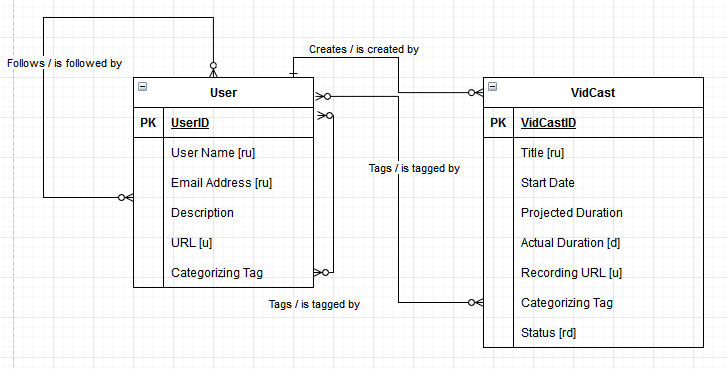 Creates / is created by
Follows / is followed by
User
PK UserID
User Name [ru]
Email Address [ru]
Description
URL [u]
Categorizing Tag
Tags / is tagged by
Tags / is tagged by
VidCast
PK VidCastID
Title [ru]
Start Date
Projected Duration
Actual Duration [d]
Recording URL [u]
Categorizing Tag
Status [rd]